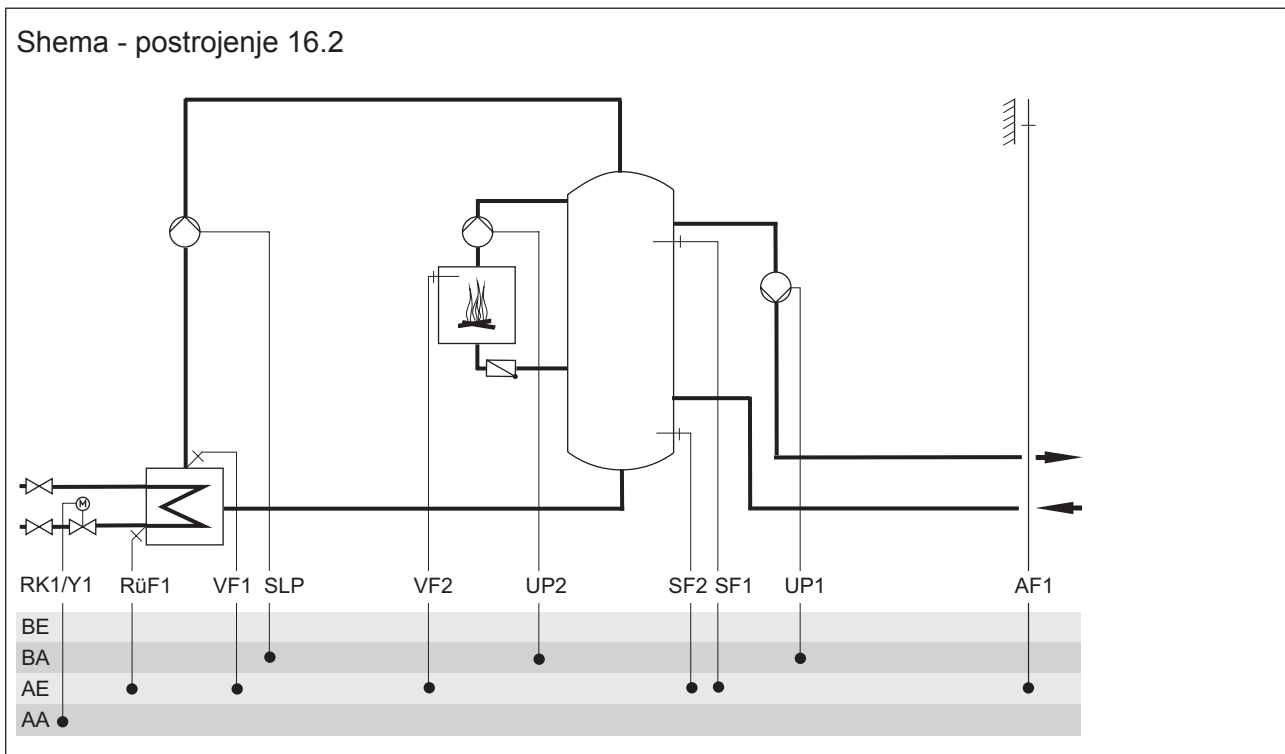 Shema - postrojenje 16.2
M
RK1/Y1 RüF1 VF1 SLP VF2 UP2 SF2 SF1 UP1 AF1
BE
BA
AE
AA